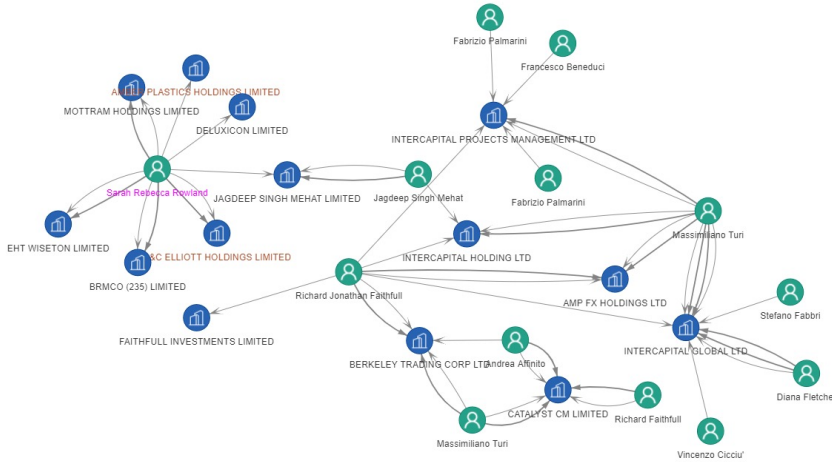 Fabrizio Palmarini
Francesco Beneduci
PLASTICS HOLDINGS LIMITED
MOTTRAM HOLDINGS LIMITED
DELUXICON LIMITED
INTERCAPITAL PROJECTS MANAGEMENT LTD
Sarah Rebecca Rowland
JAGDEEP SINGH MEHAT LIMITED
Jagdeep Singh Mehat
Fabrizio Palmarini
Massimiliano Turi
EHT WISETON LIMITED
&C ELLIOTT HOLDINGS LIMITED
INTERCAPITAL HOLDING LTD
BRMCO (235) LIMITED
Richard Jonathan Faithfull
AMP FX HOLDINGS LTD
Stefano Fabbri
FAITHFULL INVESTMENTS LIMITED
INTERCAPITAL GLOBAL LTD
BERKELEY TRADING CORP LTD
Andrea Affinito
Diana Fletche
CATALYST CM LIMITED
Richard Faithfull
Massimiliano Turi
Vincenzo Cicciu'